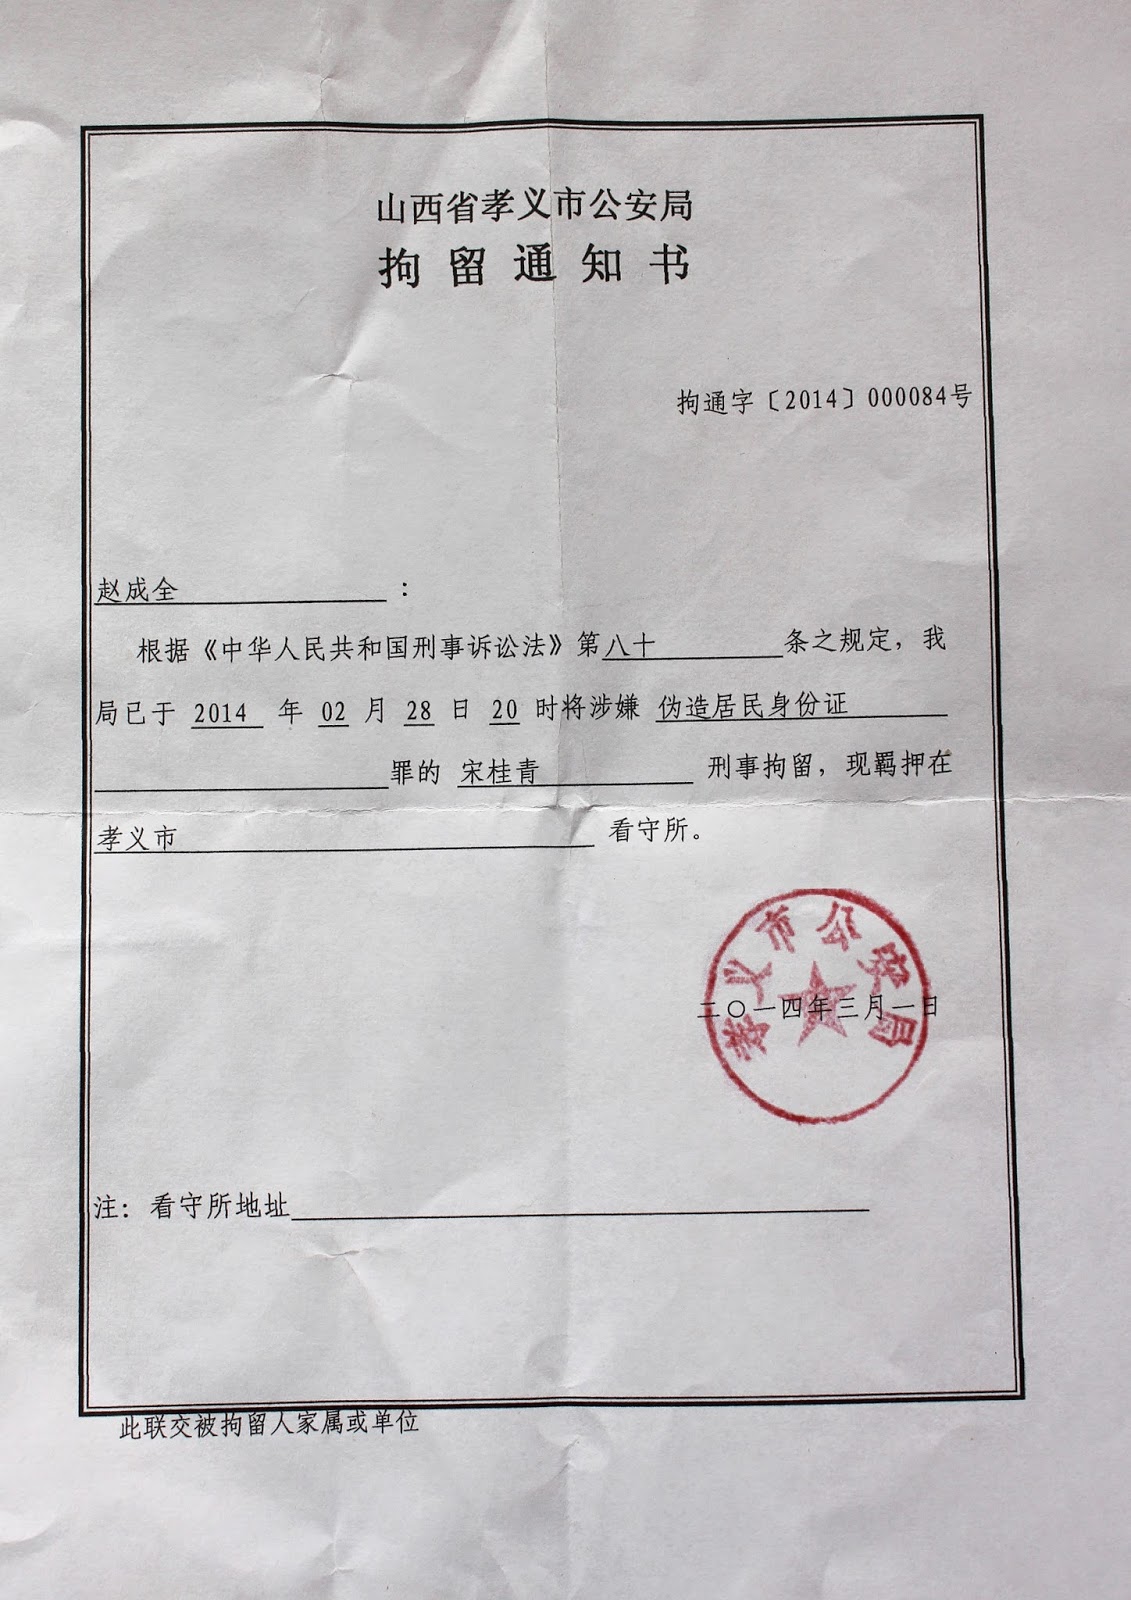 山西省孝义市公安局
拘留通知书
拘通字〔2014〕000084号
赵成全：
根据《中华人民共和国刑事诉讼法》第八十条之规定，我
局已于 2014 年 02 月 28 日 20 时将涉嫌 伪造居民身份证
罪的 宋桂青 刑事拘留，现羁押在
孝义市 看守所。
孝义市公安局
二〇一四年三月一日
注：看守所地址
此联交被拘留人家属或单位